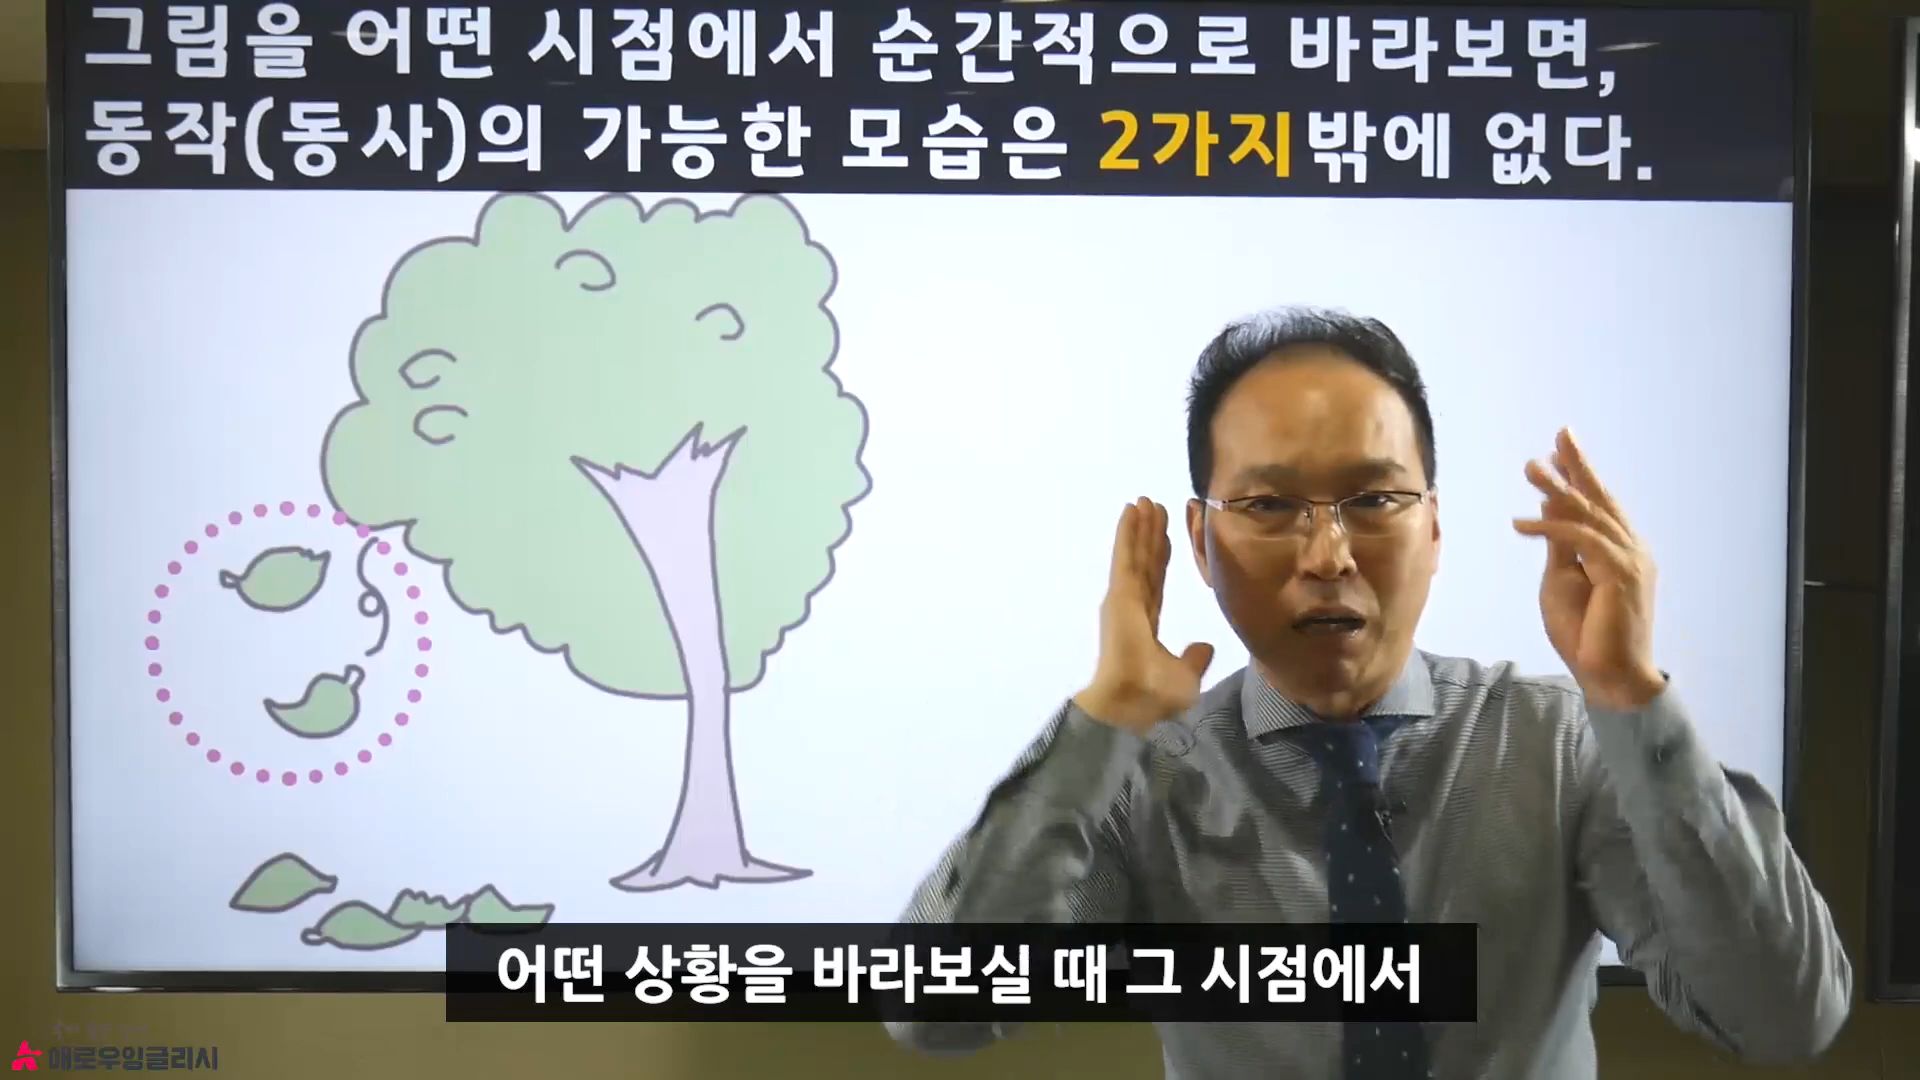 그림을 어떤 시점에서 순간적으로 바라보면,
동작(동사)의 가능한 모습은 2가지밖에 없다.
어떤 상황을 바라보실 때 그 시점에서
애로우잉글리시